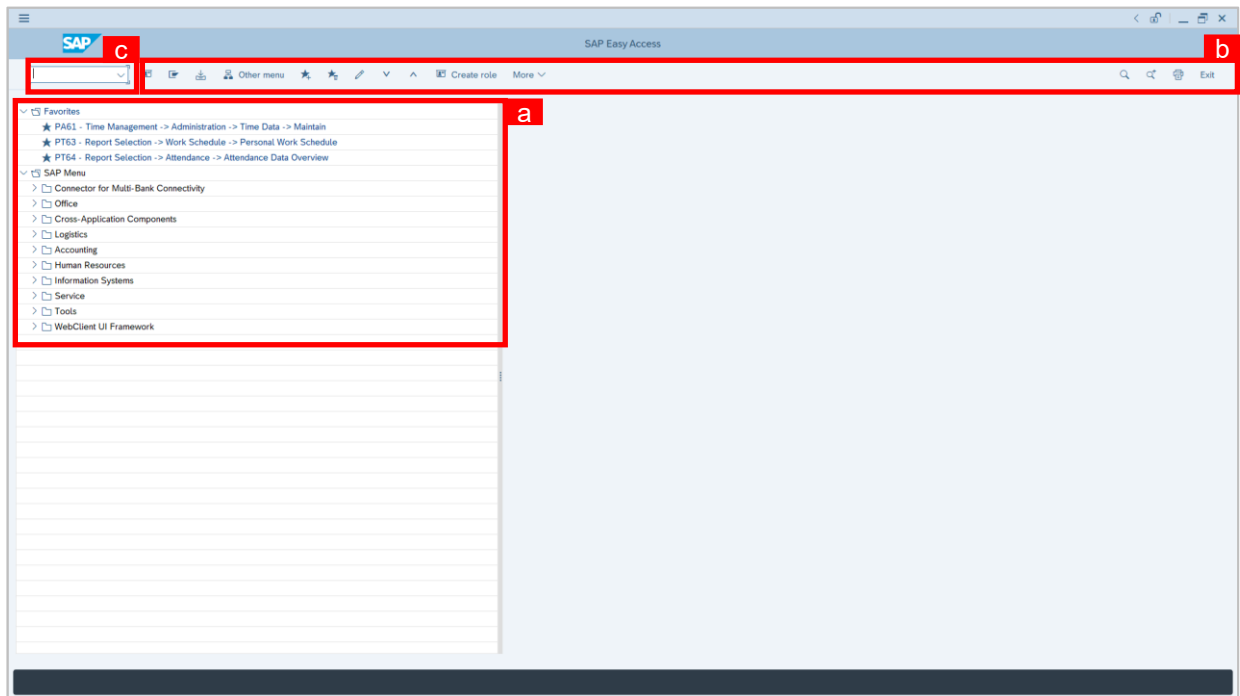 SAP
c
SAP Easy Access
b
Other menu
Create role
More
Exit
a
Favorites
PA61 - Time Management -> Administration -> Time Data -> Maintain
PT63 - Report Selection -> Work Schedule -> Personal Work Schedule
PT64 - Report Selection -> Attendance -> Attendance Data Overview
SAP Menu
Connector for Multi-Bank Connectivity
Office
Cross-Application Components
Logistics
Accounting
Human Resources
Information Systems
Service
Tools
WebClient UI Framework